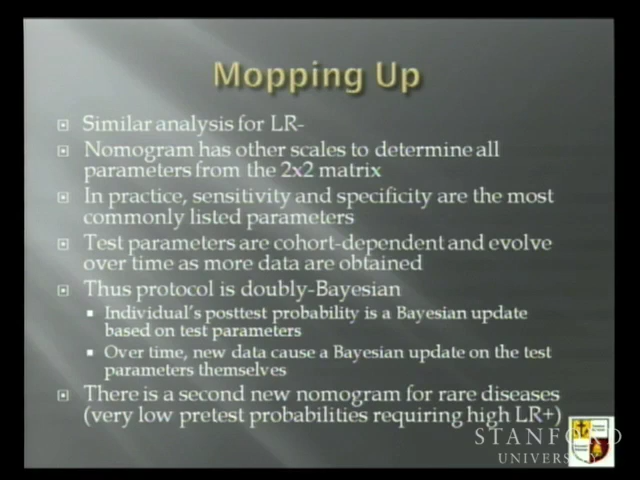 Mopping Up
Similar analysis for LR-
Nomogram has other scales to determine all
parameters from the 2x2 matrix
In practice, sensitivity and specificity are the most
commonly listed parameters
Test parameters are cohort-dependent and evolve
over time as more data are obtained
Thus protocol is doubly-Bayesian
Individual's posttest probability is a Bayesian update
based on test parameters
Over time, new data cause a Bayesian update on the test
parameters themselves
There is a second new nomogram for rare diseases
(very low pretest probabilities requiring high LR+)
STANFORD
UNIVERSITY